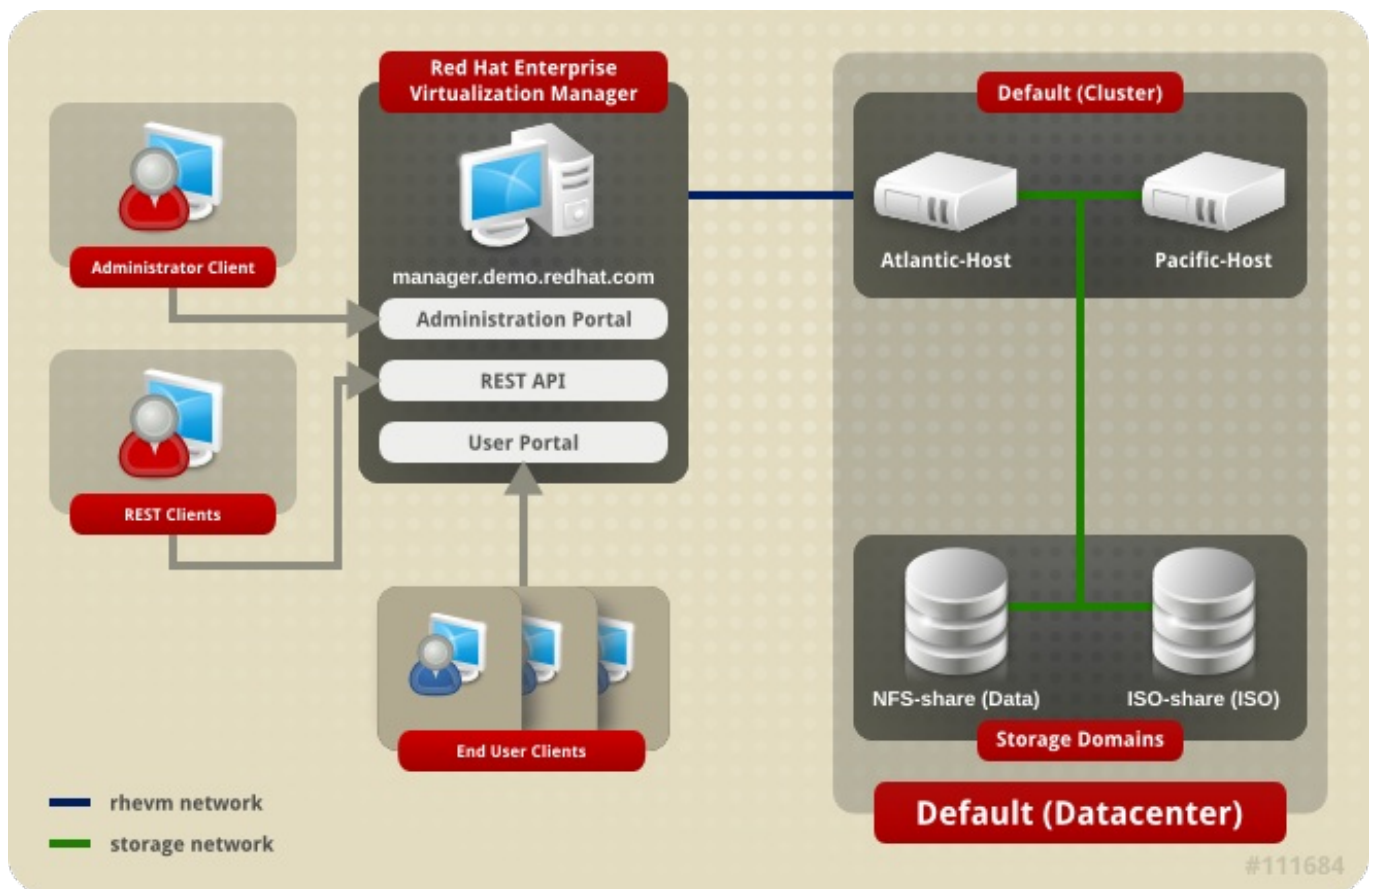 Red Hat Enterprise
Virtualization Manager
Default (Cluster)
Administrator Client
manager.demo.redhat.com
Atlantic-Host
Pacific-Host
Administration Portal
REST API
User Portal
REST Clients
End User Clients
NFS-share (Data)
ISO-share (ISO)
Storage Domains
Default (Datacenter)
rhevm network
storage network
#111684